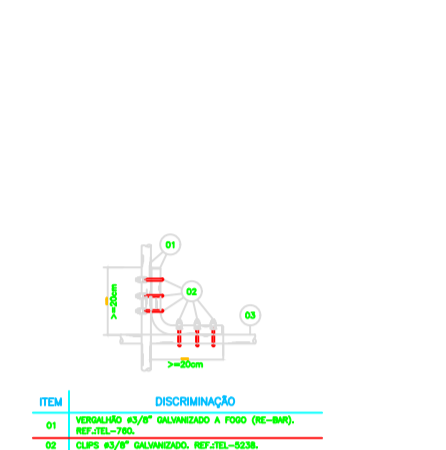 01
02
03
>=20cm
>=20cm
ITEM DISCRIMINAÇÃO
01 VERGALHÃO ø3/8" GALVANIZADO A FOGO (RE-BAR).
REF.:TEL-760.
02 CLIPS ø3/8" GALVANIZADO. REF.:TEL-5238.